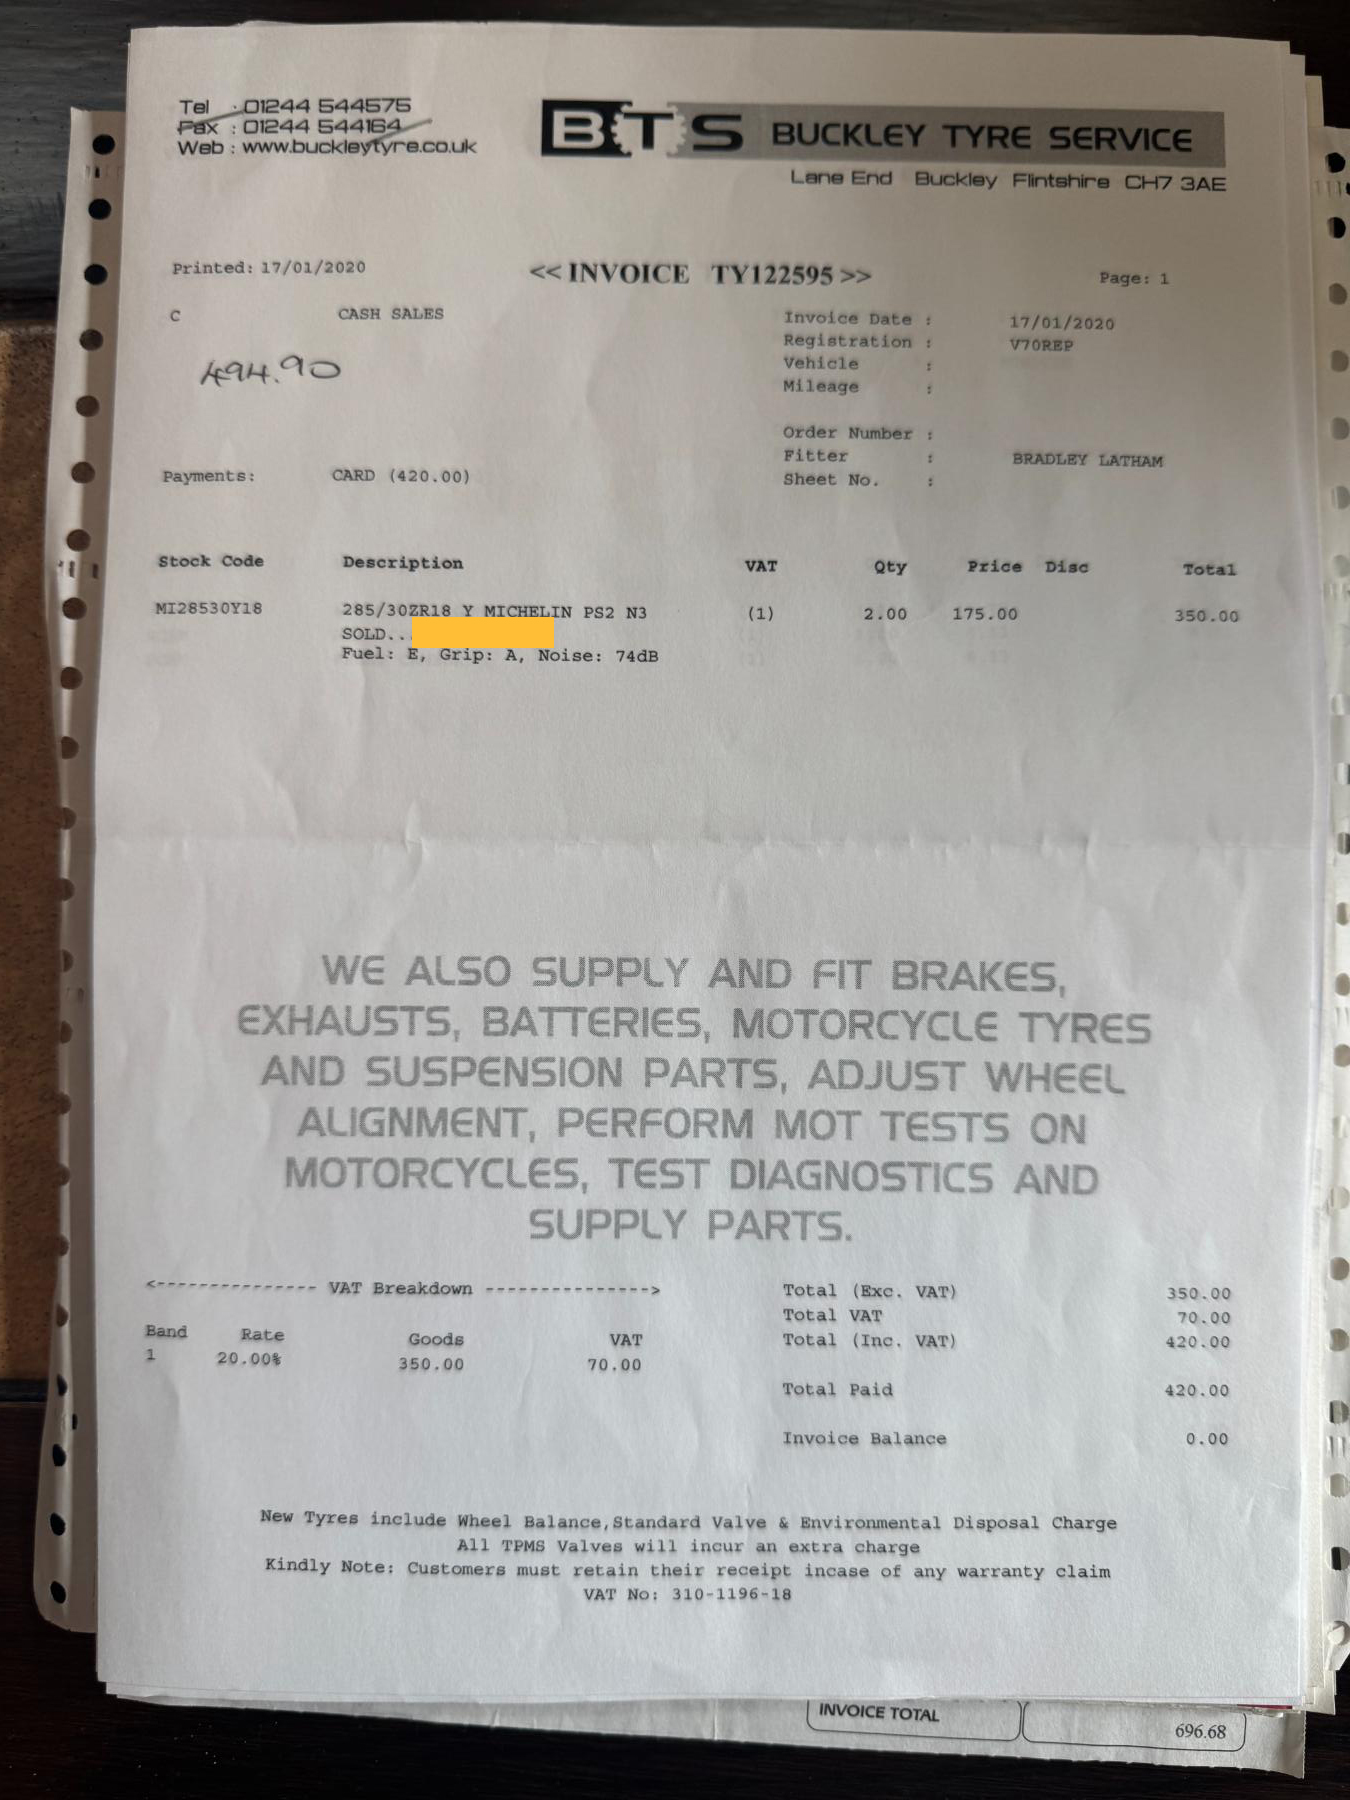 Tel : 01244 544575
Fax : 01244 544164
Web : www.buckleytyre.co.uk
BTS BUCKLEY TYRE SERVICE
Lane End Buckley Flintshire CH7 3AE
Printed: 17/01/2020
<< INVOICE TY122595 >>
Page: 1
C CASH SALES
494.90
Invoice Date : 17/01/2020
Registration : V70REP
Vehicle :
Mileage :
Order Number :
Fitter : BRADLEY LATHAM
Sheet No. :
Payments: CARD (420.00)
Stock Code Description VAT Qty Price Disc Total
MI28530Y18 285/30ZR18 Y MICHELIN PS2 N3 (1) 2.00 175.00 350.00
SOLD..
Fuel: E, Grip: A, Noise: 74dB
WE ALSO SUPPLY AND FIT BRAKES,
EXHAUSTS, BATTERIES, MOTORCYCLE TYRES
AND SUSPENSION PARTS, ADJUST WHEEL
ALIGNMENT, PERFORM MOT TESTS ON
MOTORCYCLES, TEST DIAGNOSTICS AND
SUPPLY PARTS.
<--------------- VAT Breakdown --------------->
Band Rate Goods VAT
1 20.00% 350.00 70.00
Total (Exc. VAT) 350.00
Total VAT 70.00
Total (Inc. VAT) 420.00
Total Paid 420.00
Invoice Balance 0.00
New Tyres include Wheel Balance,Standard Valve & Environmental Disposal Charge
All TPMS Valves will incur an extra charge
Kindly Note: Customers must retain their receipt incase of any warranty claim
VAT No: 310-1196-18
INVOICE TOTAL 696.68